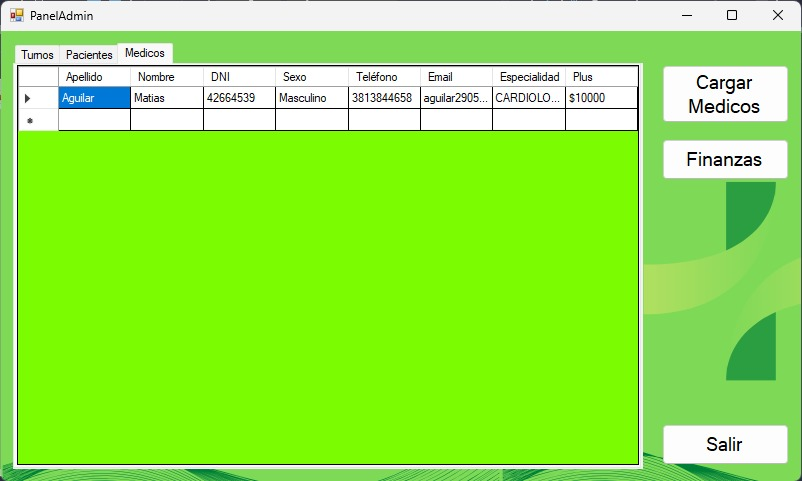 PanelAdmin
Turnos Pacientes Medicos
Apellido Nombre DNI Sexo Teléfono Email Especialidad Plus
Aguilar Matias 42664539 Masculino 3813844658 aguilar2905... CARDIOLO... $10000
Cargar
Medicos
Finanzas
Salir